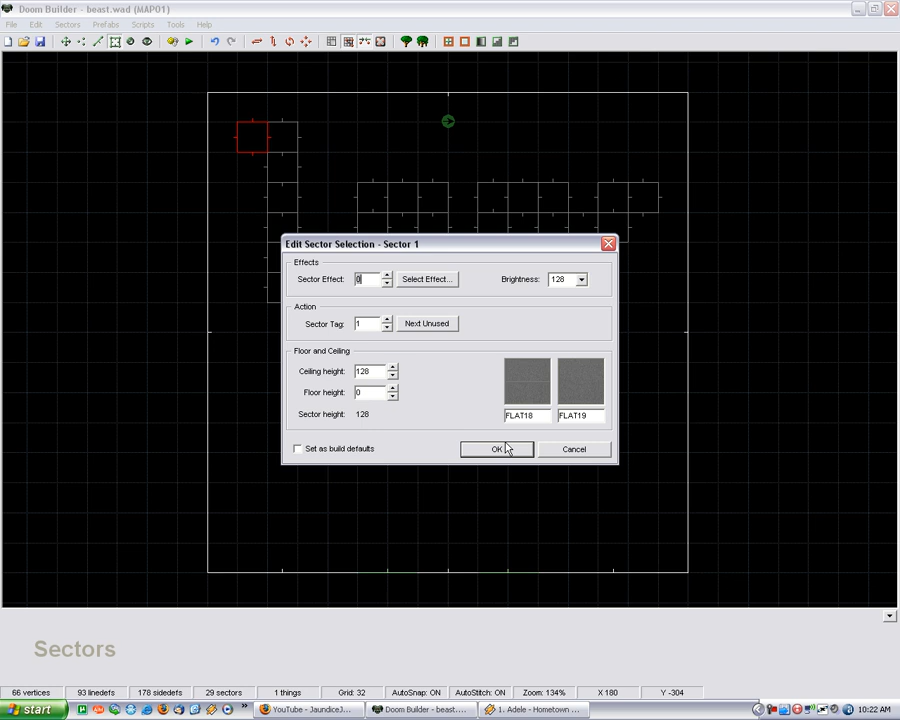 Doom Builder - beast.wad (MAP01)
File Edit Sectors Prefabs Scripts Tools Help
Edit Sector Selection - Sector 1
Effects
Sector Effect: 0 Select Effect... Brightness: 128
Action
Sector Tag: 1 Next Unused
Floor and Ceiling
Ceiling height: 128
Floor height: 0
Sector height: 128
FLAT18 FLAT19
Set as build defaults OK Cancel
Sectors
66 vertices 93 linedefs 178 sidedefs 29 sectors 1 things Grid: 32 AutoSnap: ON AutoStitch: ON Zoom: 134% X 180 Y -304
start YouTube - JaundiceJ... Doom Builder - beast.... 1. Adele - Hometown ... 10:22 AM